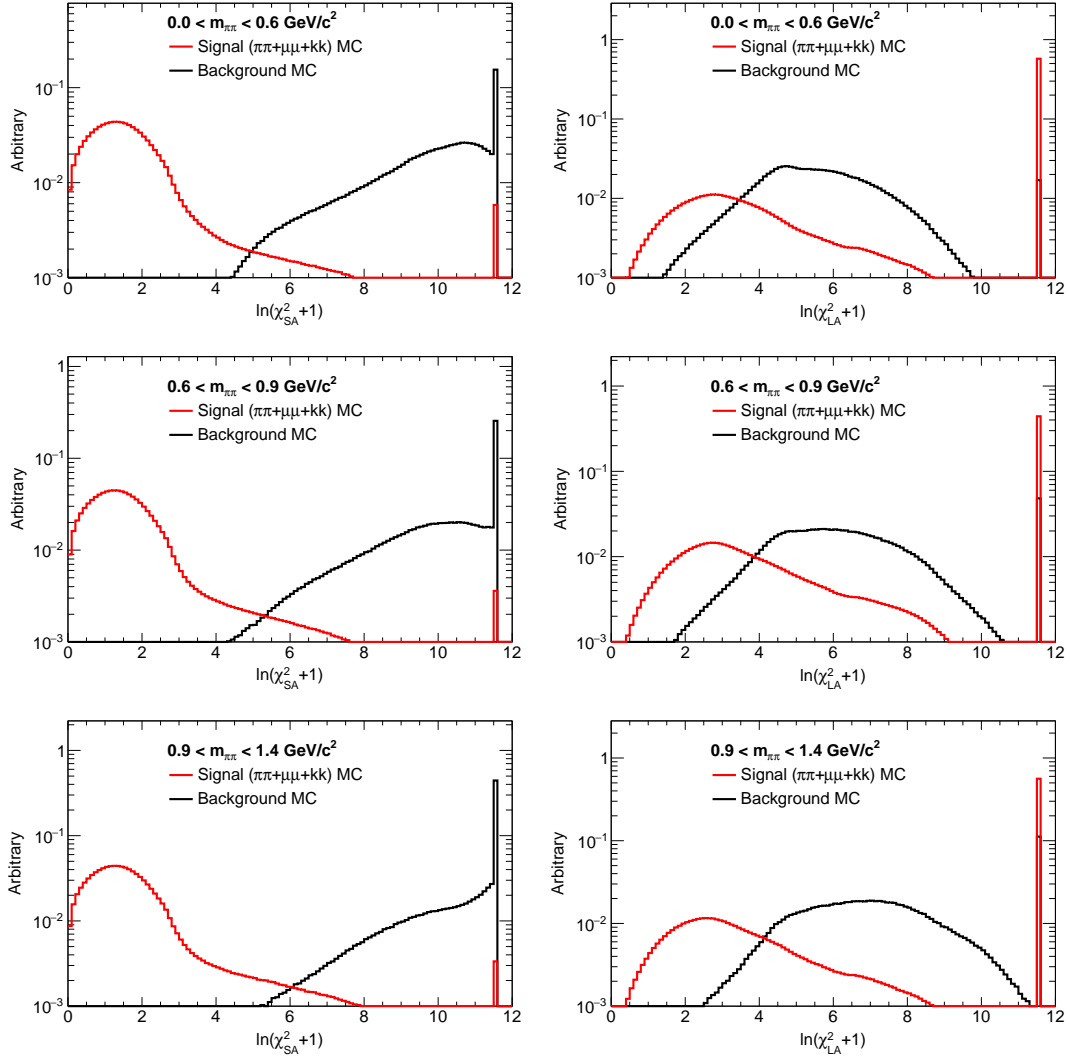 0.0 < mππ < 0.6 GeV/c²
Signal (ππ+μμ+kk) MC
Background MC
Arbitrary
10⁻¹
10⁻²
10⁻³
0 2 4 6 8 10 12
ln(χ²SA+1)
0.0 < mππ < 0.6 GeV/c²
Signal (ππ+μμ+kk) MC
Background MC
Arbitrary
1
10⁻¹
10⁻²
10⁻³
0 2 4 6 8 10 12
ln(χ²LA+1)
0.6 < mππ < 0.9 GeV/c²
Signal (ππ+μμ+kk) MC
Background MC
Arbitrary
1
10⁻¹
10⁻²
10⁻³
0 2 4 6 8 10 12
ln(χ²SA+1)
0.6 < mππ < 0.9 GeV/c²
Signal (ππ+μμ+kk) MC
Background MC
Arbitrary
1
10⁻¹
10⁻²
10⁻³
0 2 4 6 8 10 12
ln(χ²LA+1)
0.9 < mππ < 1.4 GeV/c²
Signal (ππ+μμ+kk) MC
Background MC
Arbitrary
1
10⁻¹
10⁻²
10⁻³
0 2 4 6 8 10 12
ln(χ²SA+1)
0.9 < mππ < 1.4 GeV/c²
Signal (ππ+μμ+kk) MC
Background MC
Arbitrary
1
10⁻¹
10⁻²
10⁻³
0 2 4 6 8 10 12
ln(χ²LA+1)